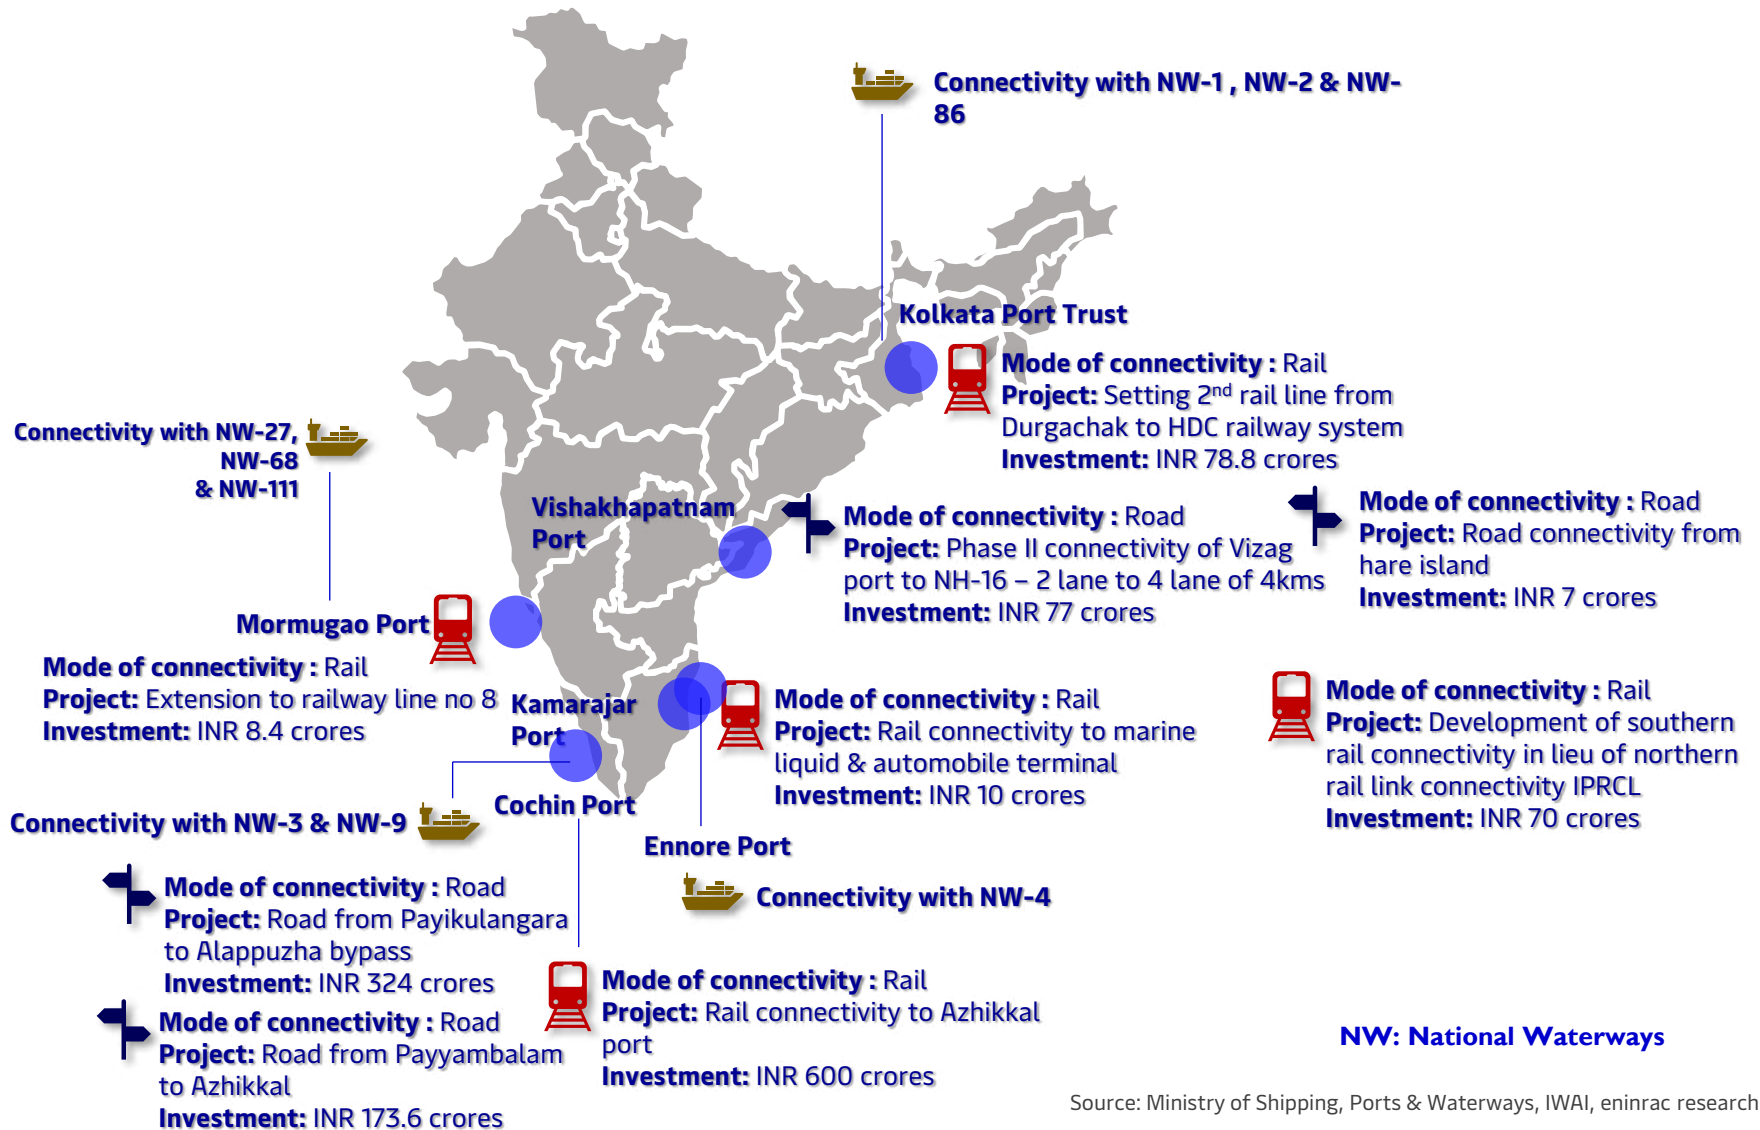 Connectivity with NW-1 , NW-2 & NW-
86
Kolkata Port Trust
Mode of connectivity : Rail
Project: Setting 2nd rail line from
Durgachak to HDC railway system
Investment: INR 78.8 crores
Connectivity with NW-27,
NW-68
& NW-111
Vishakhapatnam
Port
Mode of connectivity : Road
Project: Phase II connectivity of Vizag
port to NH-16 – 2 lane to 4 lane of 4kms
Investment: INR 77 crores
Mode of connectivity : Road
Project: Road connectivity from
hare island
Investment: INR 7 crores
Mormugao Port
Mode of connectivity : Rail
Project: Extension to railway line no 8
Investment: INR 8.4 crores
Kamarajar
Port
Mode of connectivity : Rail
Project: Rail connectivity to marine
liquid & automobile terminal
Investment: INR 10 crores
Mode of connectivity : Rail
Project: Development of southern
rail connectivity in lieu of northern
rail link connectivity IPRCL
Investment: INR 70 crores
Cochin Port
Connectivity with NW-3 & NW-9
Ennore Port
Connectivity with NW-4
Mode of connectivity : Road
Project: Road from Payikulangara
to Alappuzha bypass
Investment: INR 324 crores
Mode of connectivity : Road
Project: Road from Payyambalam
to Azhikkal
Investment: INR 173.6 crores
Mode of connectivity : Rail
Project: Rail connectivity to Azhikkal
port
Investment: INR 600 crores
NW: National Waterways
Source: Ministry of Shipping, Ports & Waterways, IWAI, eninrac research